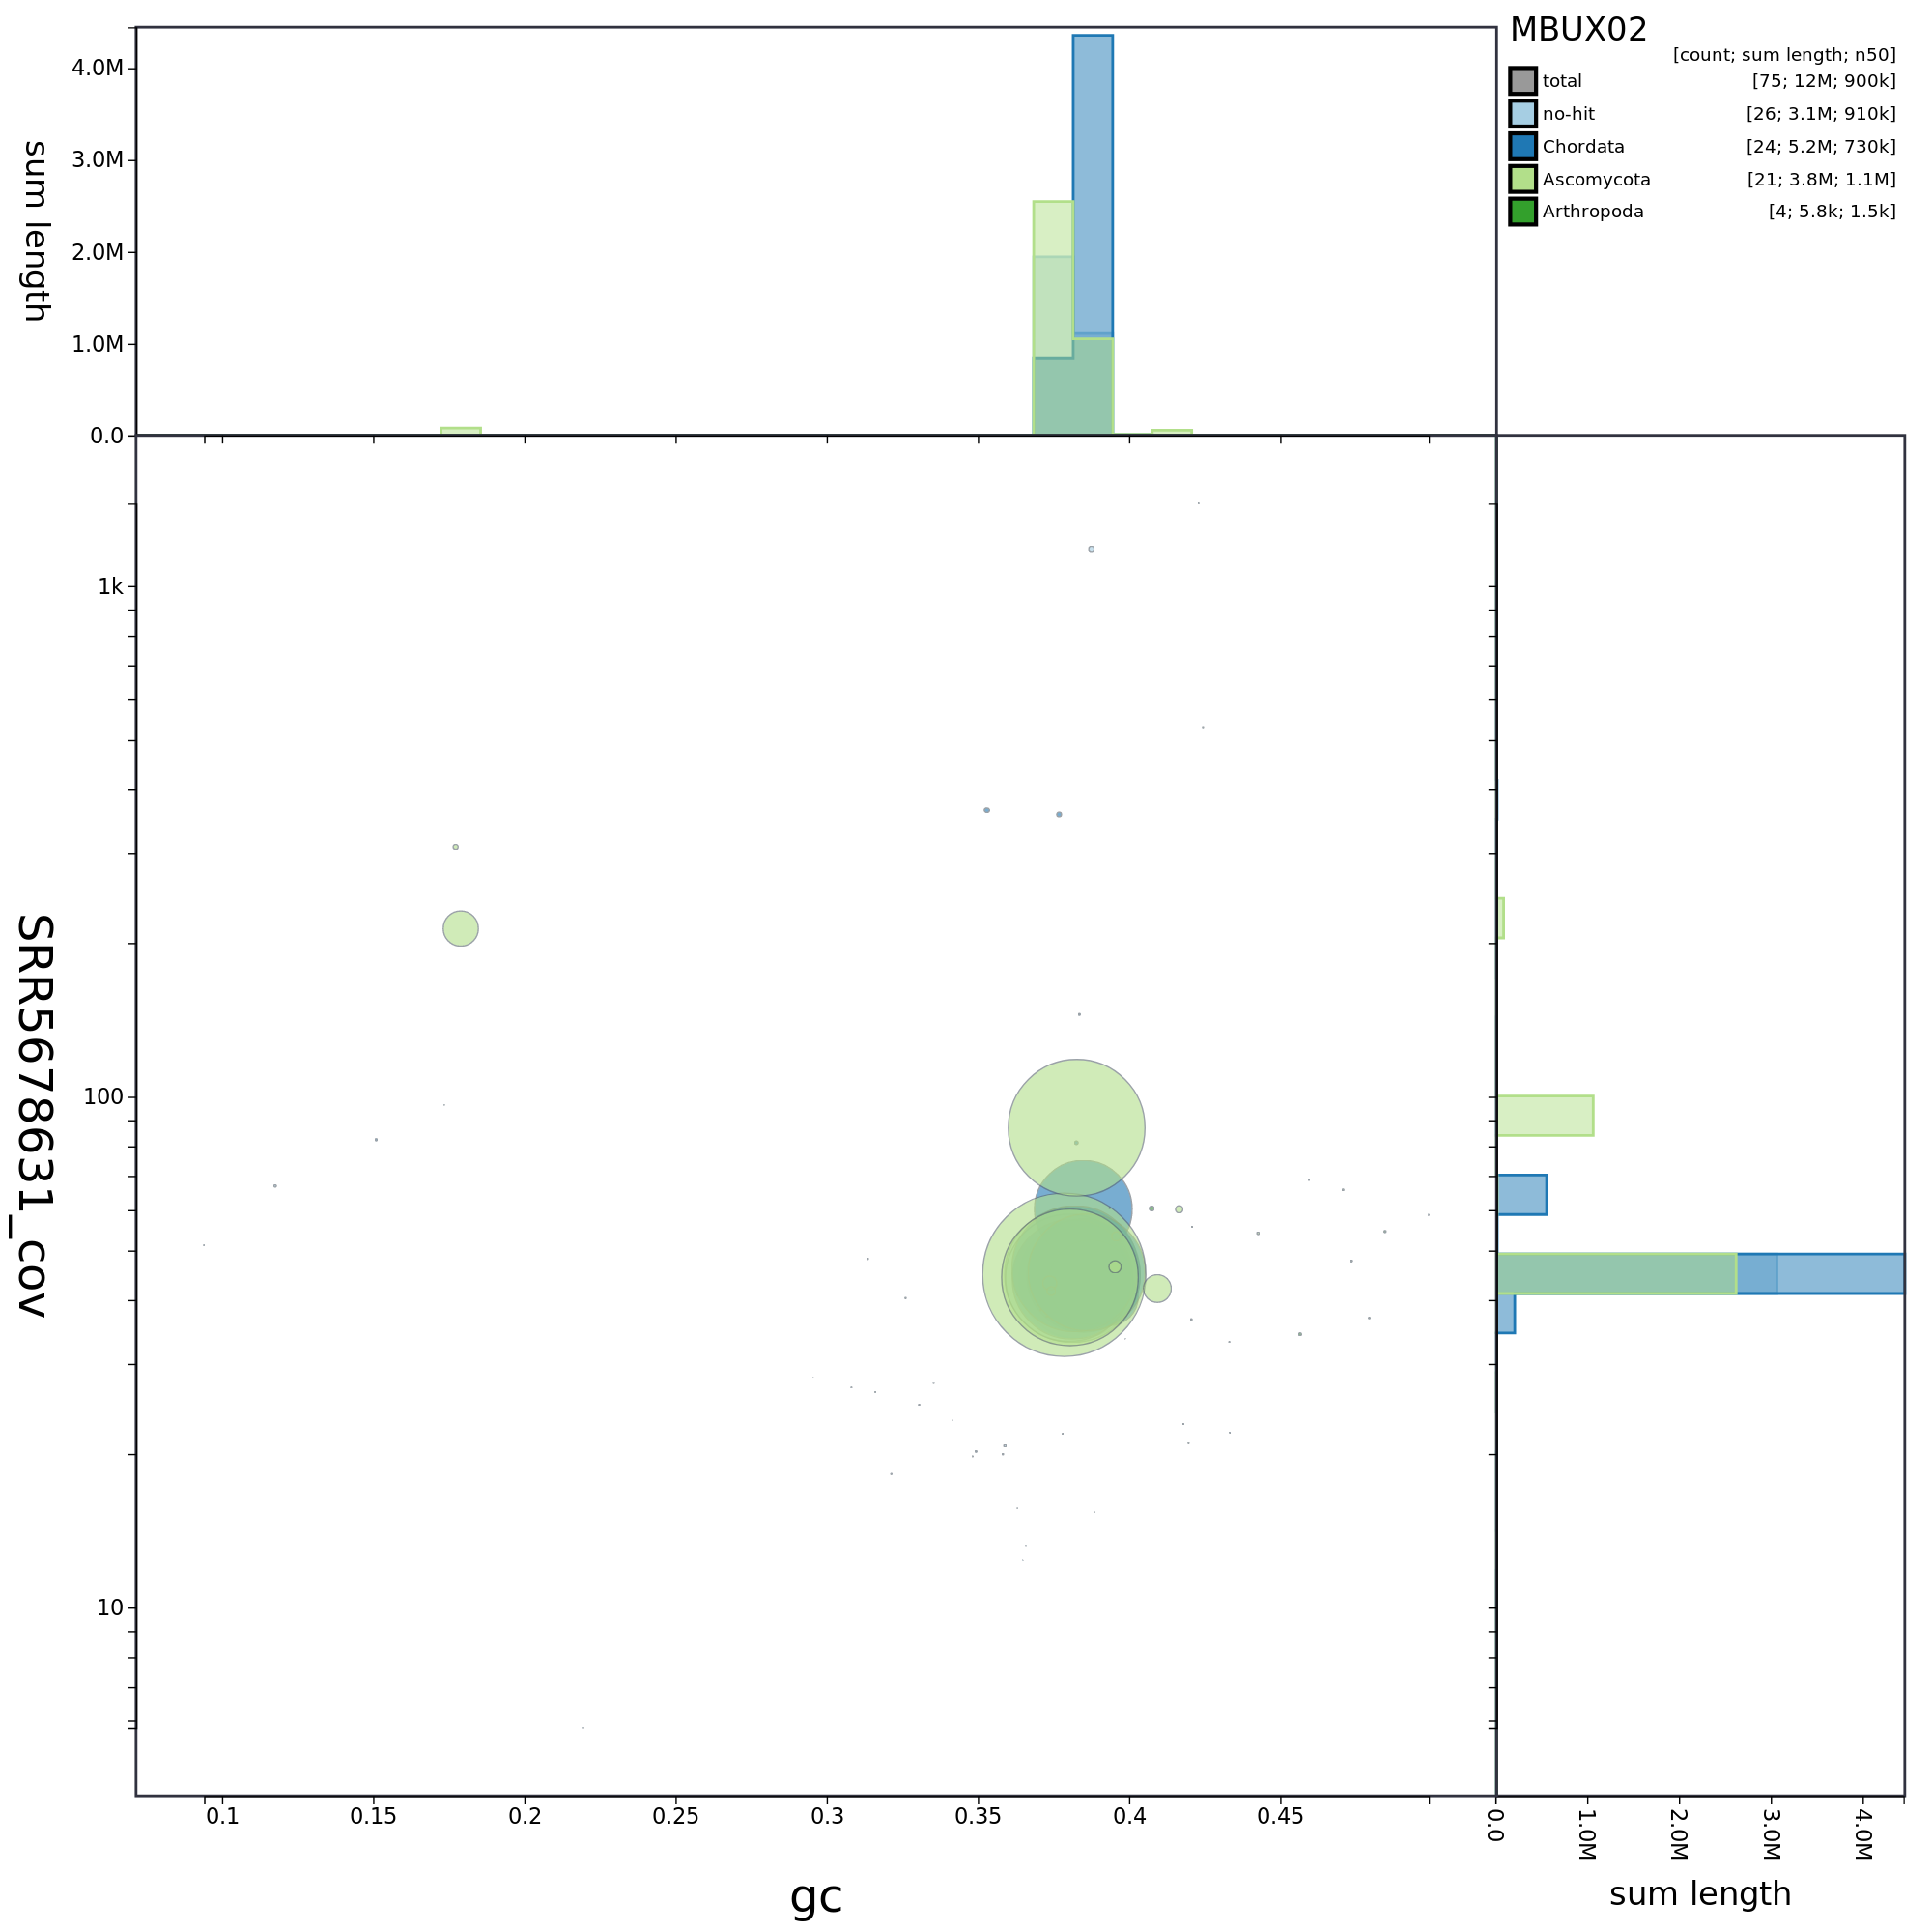 MBUX02
[count; sum length; n50]
total [75; 12M; 900k]
no-hit [26; 3.1M; 910k]
Chordata [24; 5.2M; 730k]
Ascomycota [21; 3.8M; 1.1M]
Arthropoda [4; 5.8k; 1.5k]
sum length
4.0M
3.0M
2.0M
1.0M
0.0
SRR5678631_cov
1k
100
10
0.1 0.15 0.2 0.25 0.3 0.35 0.4 0.45
gc
0.0 1.0M 2.0M 3.0M 4.0M
sum length